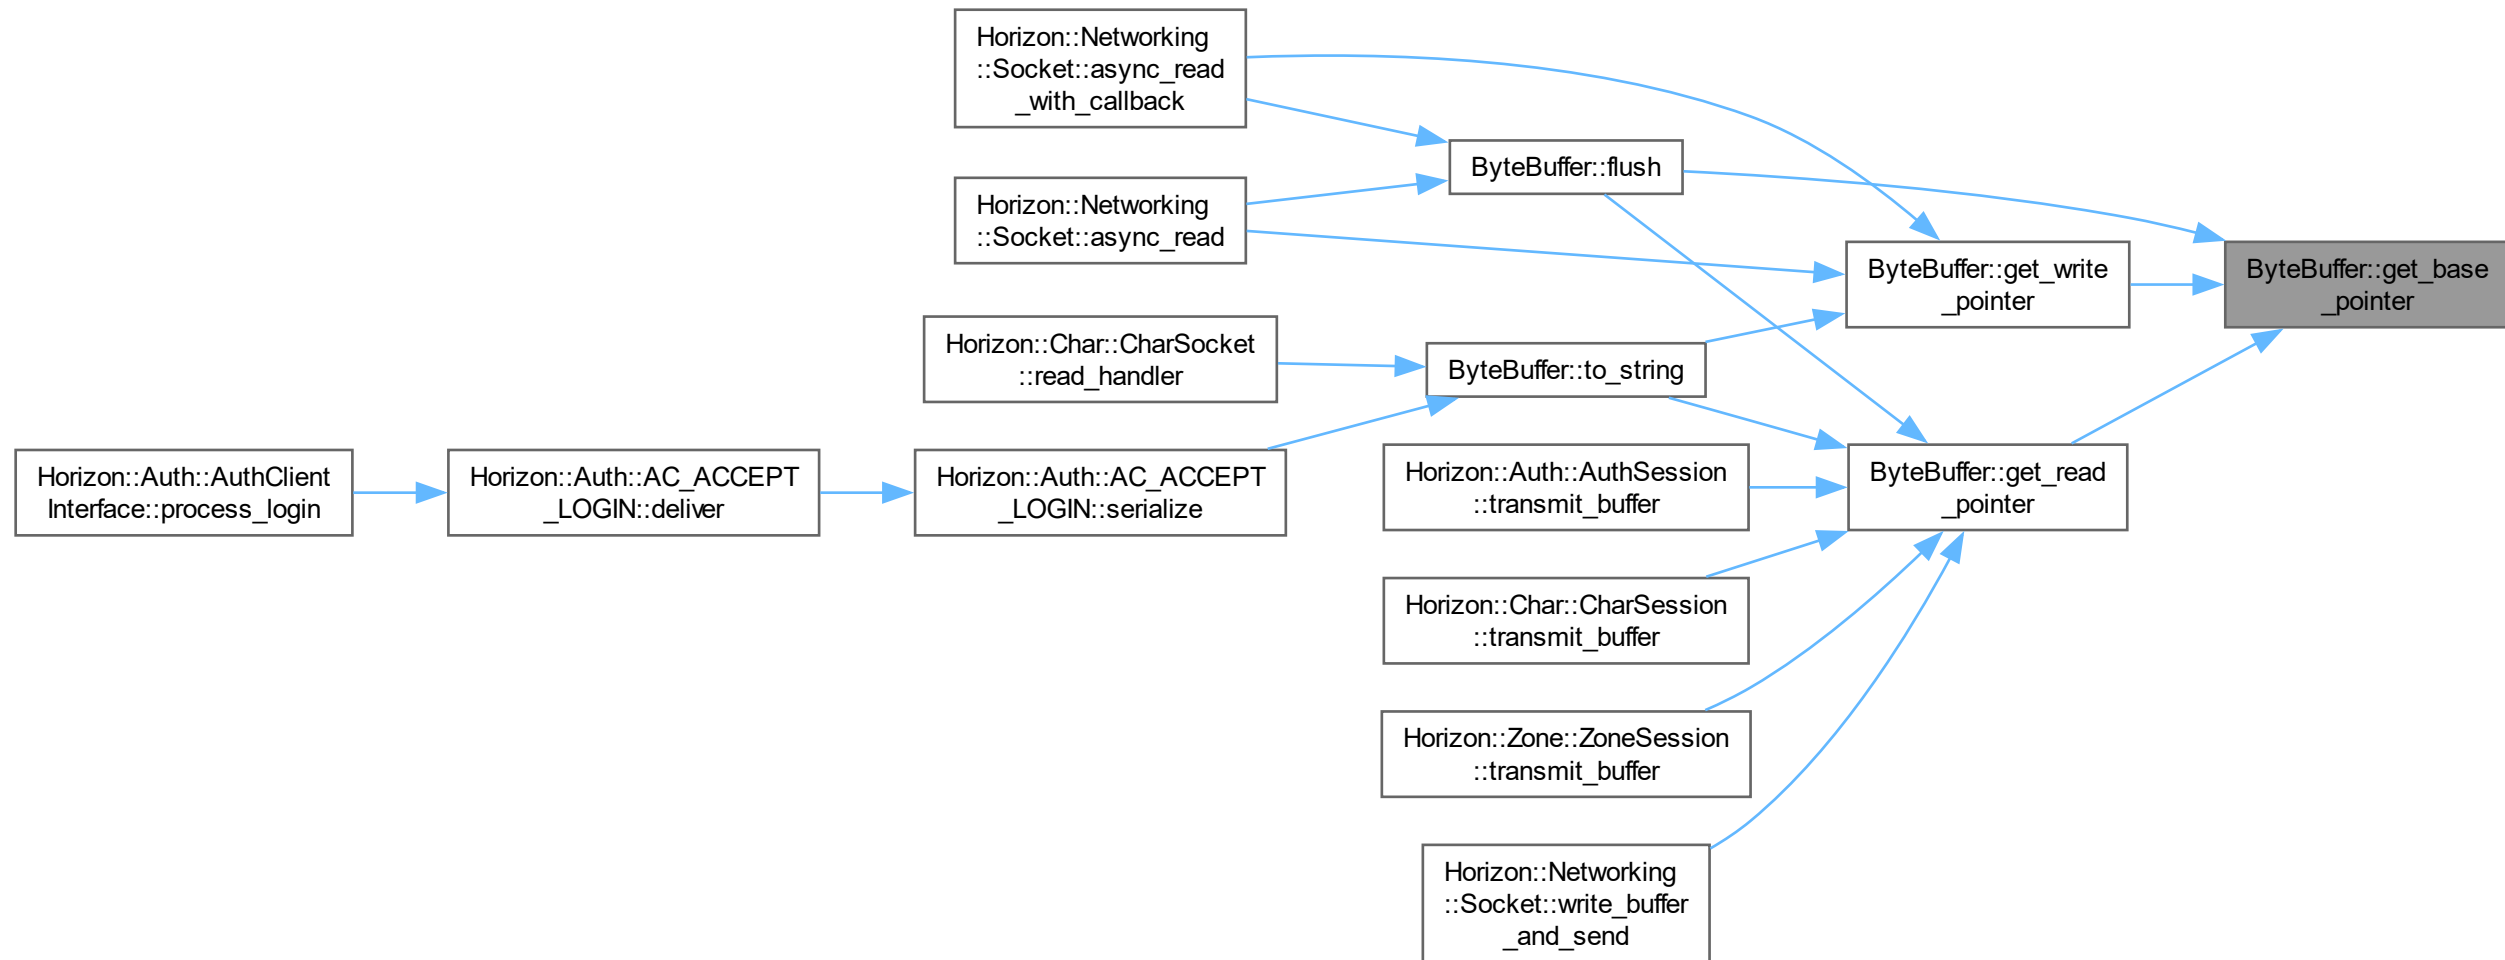 Horizon::Networking
::Socket::async_read
_with_callback
ByteBuffer::flush
Horizon::Networking
::Socket::async_read
ByteBuffer::get_write
_pointer
ByteBuffer::get_base
_pointer
Horizon::Char::CharSocket
::read_handler
ByteBuffer::to_string
Horizon::Auth::AuthClient
Interface::process_login
Horizon::Auth::AC_ACCEPT
_LOGIN::deliver
Horizon::Auth::AC_ACCEPT
_LOGIN::serialize
Horizon::Auth::AuthSession
::transmit_buffer
ByteBuffer::get_read
_pointer
Horizon::Char::CharSession
::transmit_buffer
Horizon::Zone::ZoneSession
::transmit_buffer
Horizon::Networking
::Socket::write_buffer
_and_send